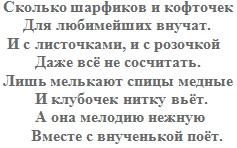 Сколько шарфиков и кофточек
Для любимейших внучат.
И с листочками, и с розочкой
Даже всё не сосчитать.
Лишь мелькают спицы медные
И клубочек нитку вьёт.
А она мелодию нежную
Вместе с внученькой поёт.